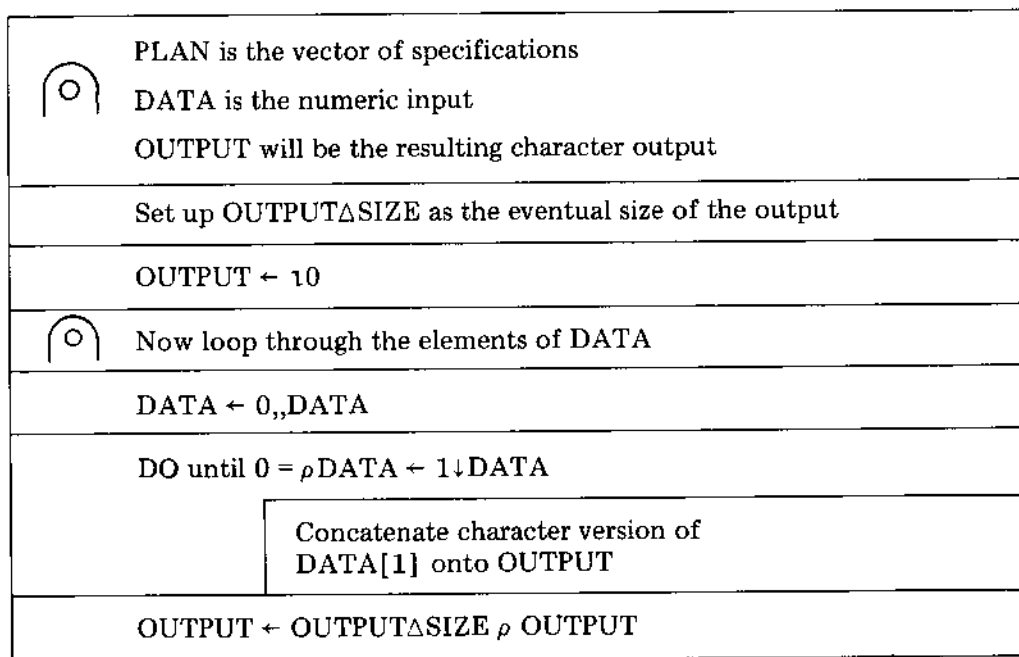 PLAN is the vector of specifications
⍝ DATA is the numeric input
OUTPUT will be the resulting character output
Set up OUTPUT∆SIZE as the eventual size of the output
OUTPUT ← ⍳0
⍝ Now loop through the elements of DATA
DATA ← 0,,DATA
DO until 0 = ⍴DATA ← 1↓DATA
Concatenate character version of
DATA[1] onto OUTPUT
OUTPUT ← OUTPUT∆SIZE ⍴ OUTPUT